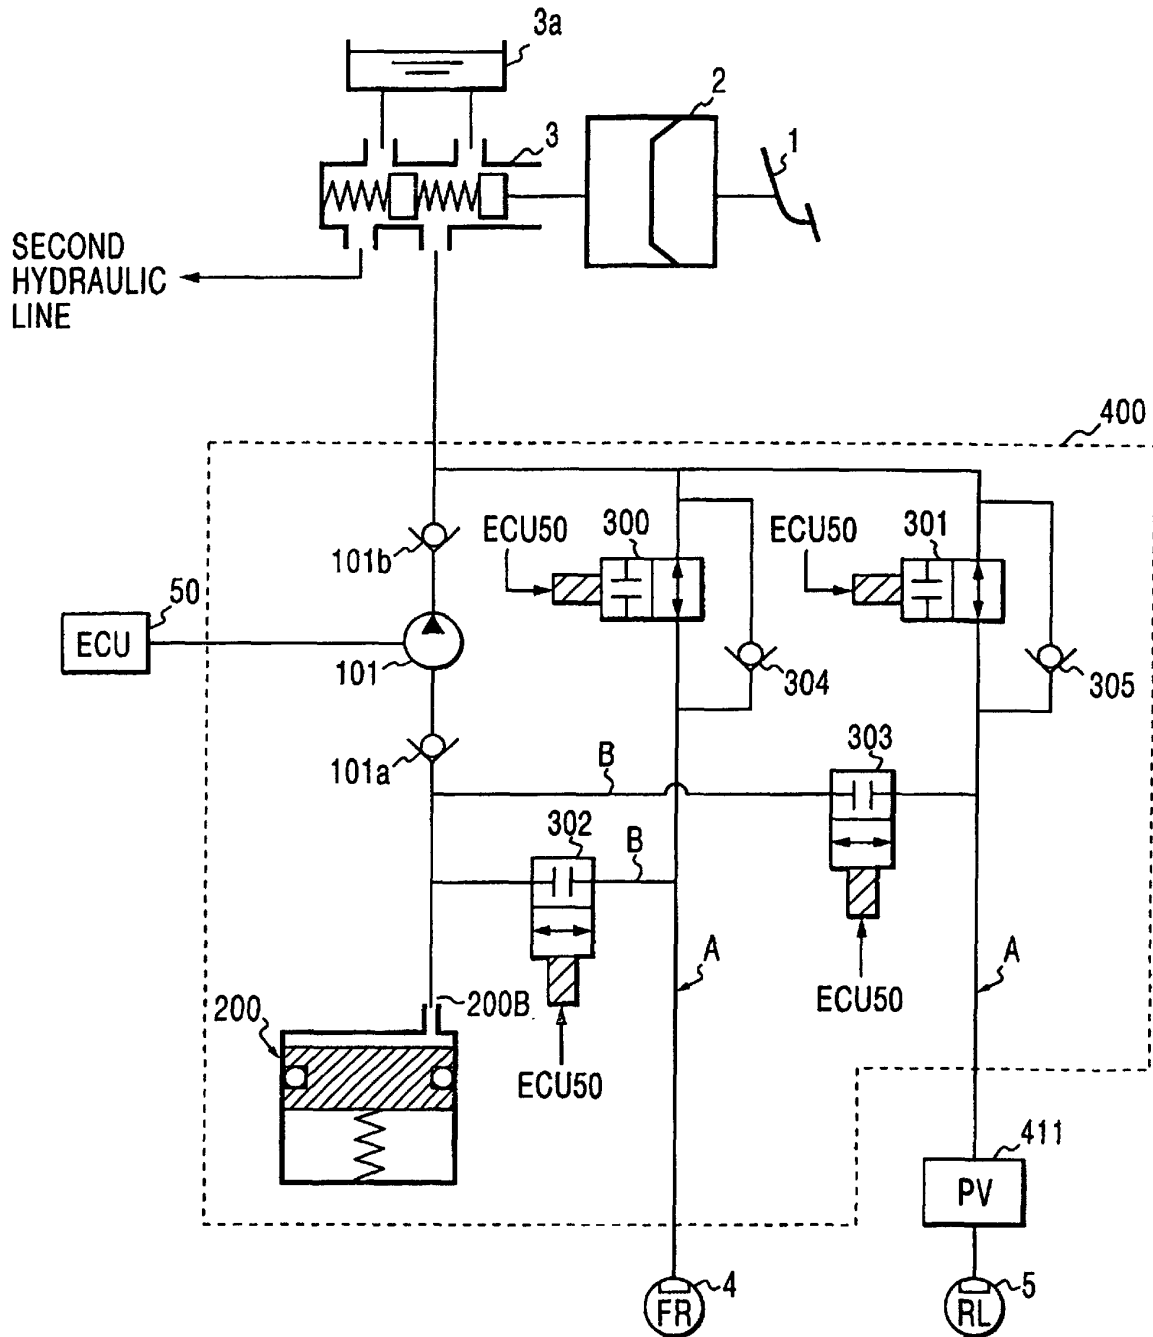 3a
2
3
1
SECOND
HYDRAULIC
LINE
400
ECU50
300
ECU50
301
101b
50
ECU
101
304
305
101a
B
303
302
B
A
A
ECU50
200
200B
ECU50
411
PV
4
FR
5
RL